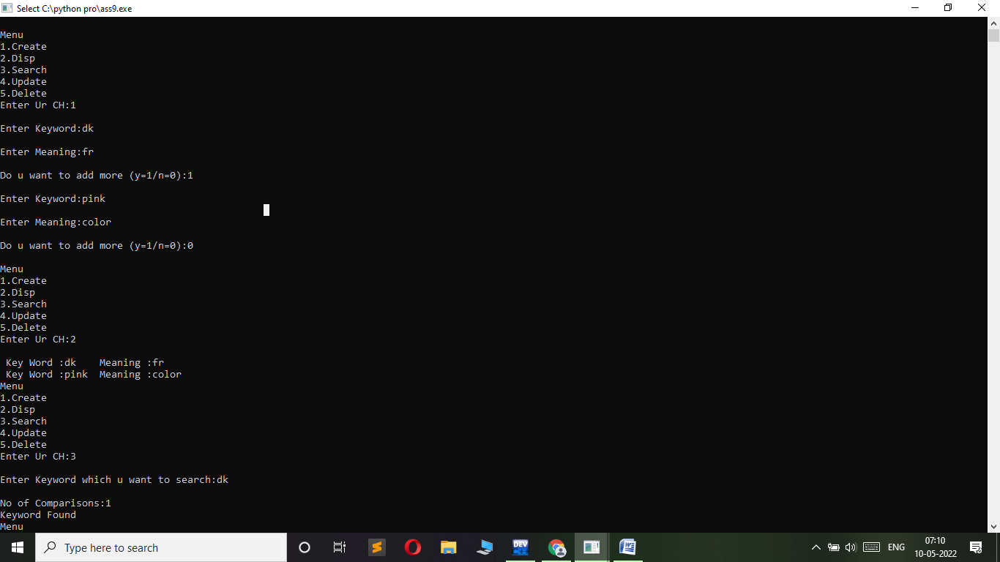 Select C:\python pro\ass9.exe
Menu
1.Create
2.Disp
3.Search
4.Update
5.Delete
Enter Ur CH:1
Enter Keyword:dk
Enter Meaning:fr
Do u want to add more (y=1/n=0):1
Enter Keyword:pink
Enter Meaning:color
Do u want to add more (y=1/n=0):0
Menu
1.Create
2.Disp
3.Search
4.Update
5.Delete
Enter Ur CH:2
Key Word :dk    Meaning :fr
Key Word :pink  Meaning :color
Menu
1.Create
2.Disp
3.Search
4.Update
5.Delete
Enter Ur CH:3
Enter Keyword which u want to search:dk
No of Comparisons:1
Keyword Found
Menu
Type here to search
DEV
ENG
07:10
10-05-2022